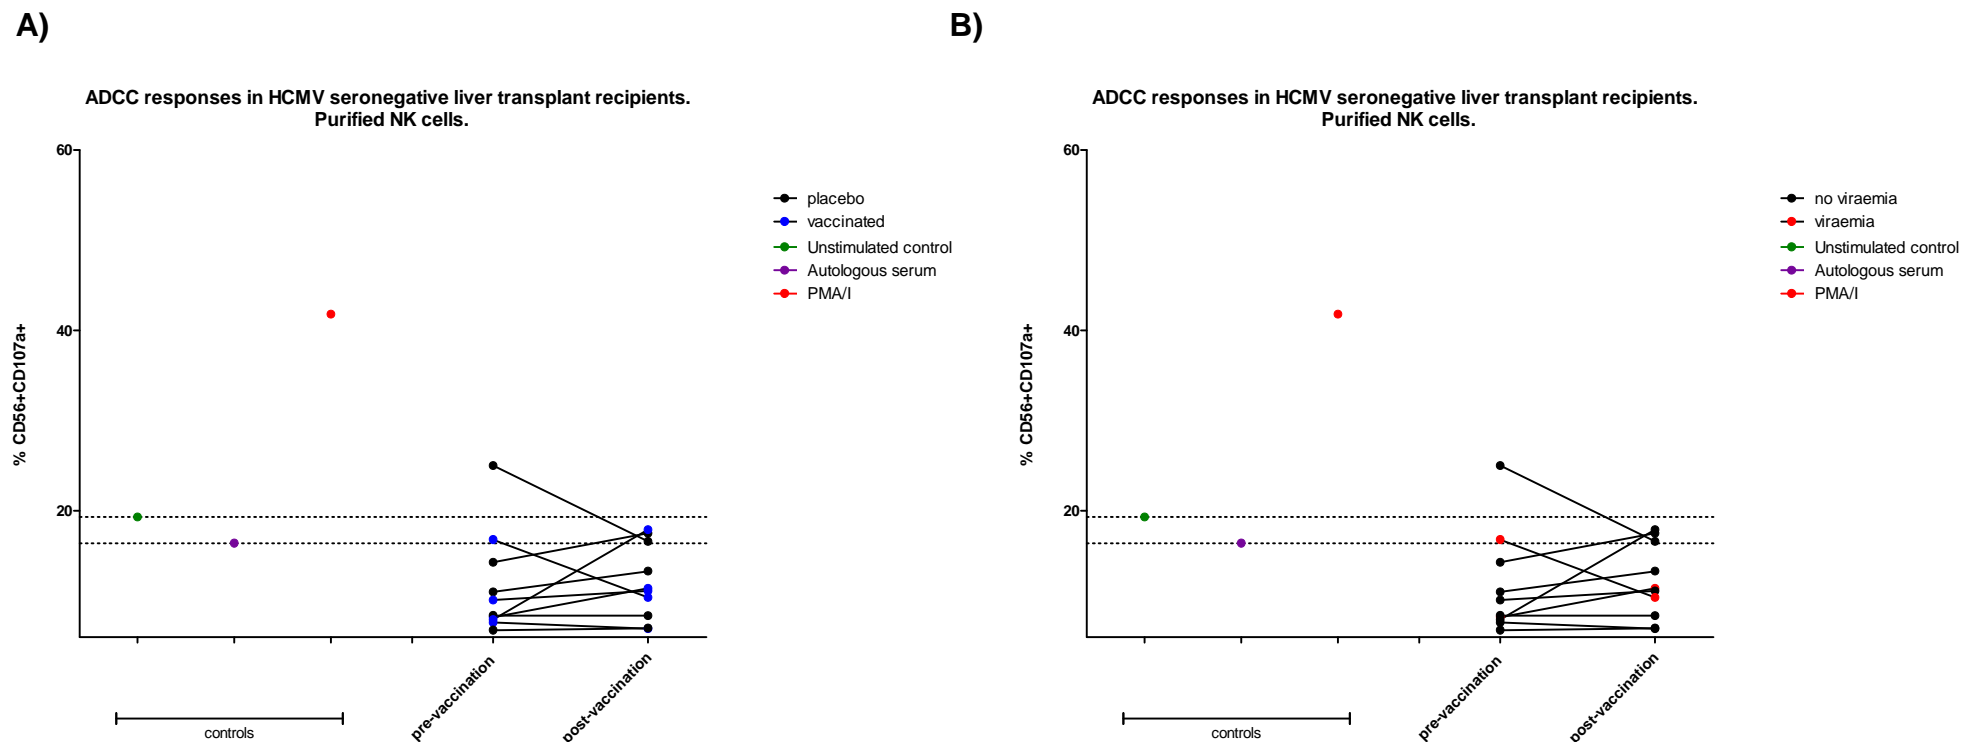 A)
ADCC responses in HCMV seronegative liver transplant recipients.
Purified NK cells.
60
40
20
% CD56+CD107a+
placebo
vaccinated
Unstimulated control
Autologous serum
PMA/I
controls
pre-vaccination
post-vaccination
B)
ADCC responses in HCMV seronegative liver transplant recipients.
Purified NK cells.
60
40
20
% CD56+CD107a+
no viraemia
viraemia
Unstimulated control
Autologous serum
PMA/I
controls
pre-vaccination
post-vaccination